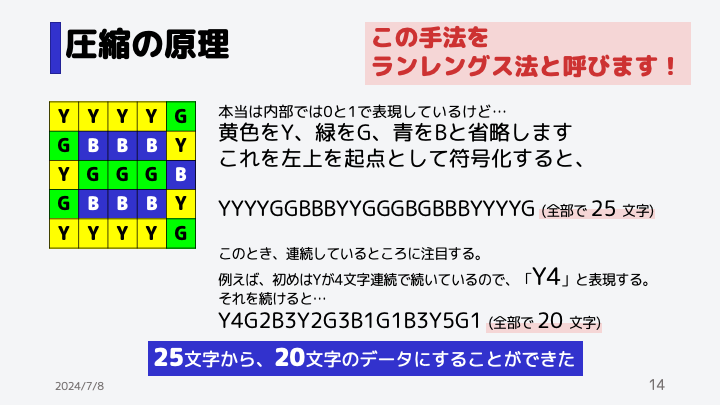 圧縮の原理
この手法を
ランレングス法と呼びます！
Y Y Y Y G
G B B B Y
Y G G G B
G B B B Y
Y Y Y Y G
本当は内部では0と1で表現しているけど…
黄色をY、緑をG、青をBと省略します
これを左上を起点として符号化すると、
YYYYGGBBBYYGGGBGBBBYYYYG (全部で 25 文字)
このとき、連続しているところに注目する。
例えば、初めはYが4文字連続で続いているので、「Y4」と表現する。
それを続けると…
Y4G2B3Y2G3B1G1B3Y5G1 (全部で 20 文字)
25文字から、20文字のデータにすることができた
2024/7/8
14